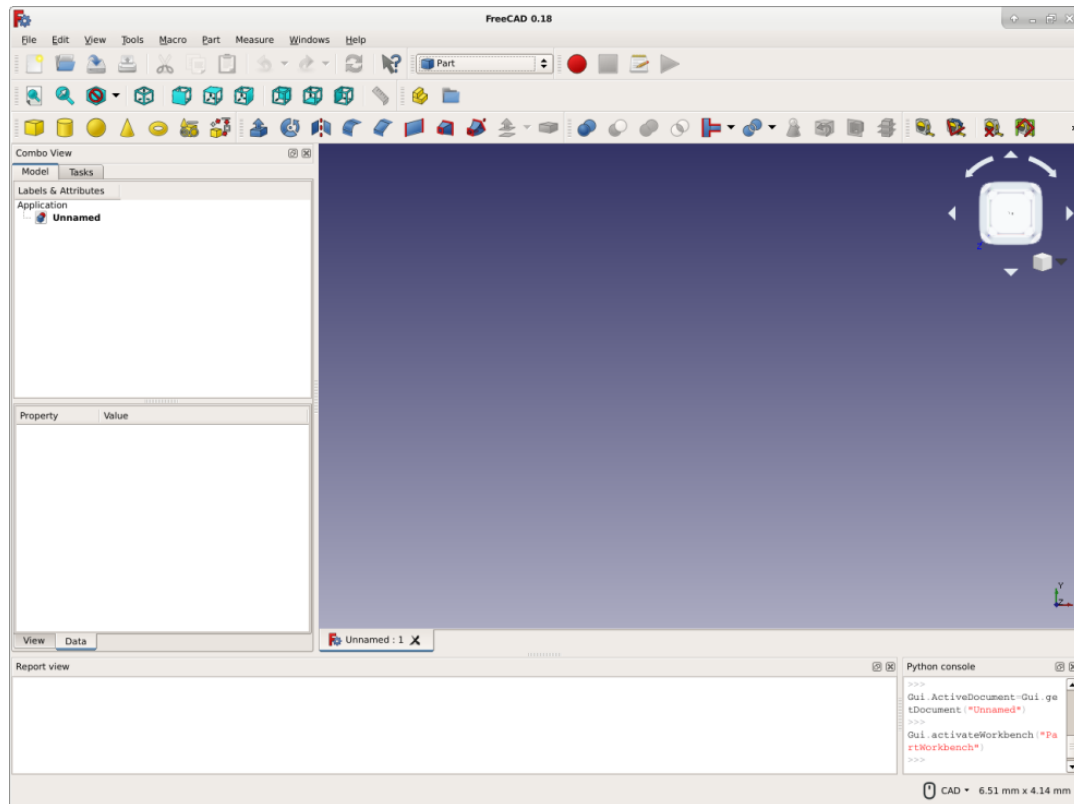 FreeCAD 0.18
File Edit View Tools Macro Part Measure Windows Help
Part
Combo View
Model Tasks
Labels & Attributes
Application
Unnamed
Property Value
View Data
Unnamed : 1
Z
Y
Report view
Python console
>>>
Gui.ActiveDocument=Gui.ge
tDocument("Unnamed")
>>>
Gui.activateWorkbench("Pa
rtWorkbench")
>>>
CAD 6.51 mm x 4.14 mm